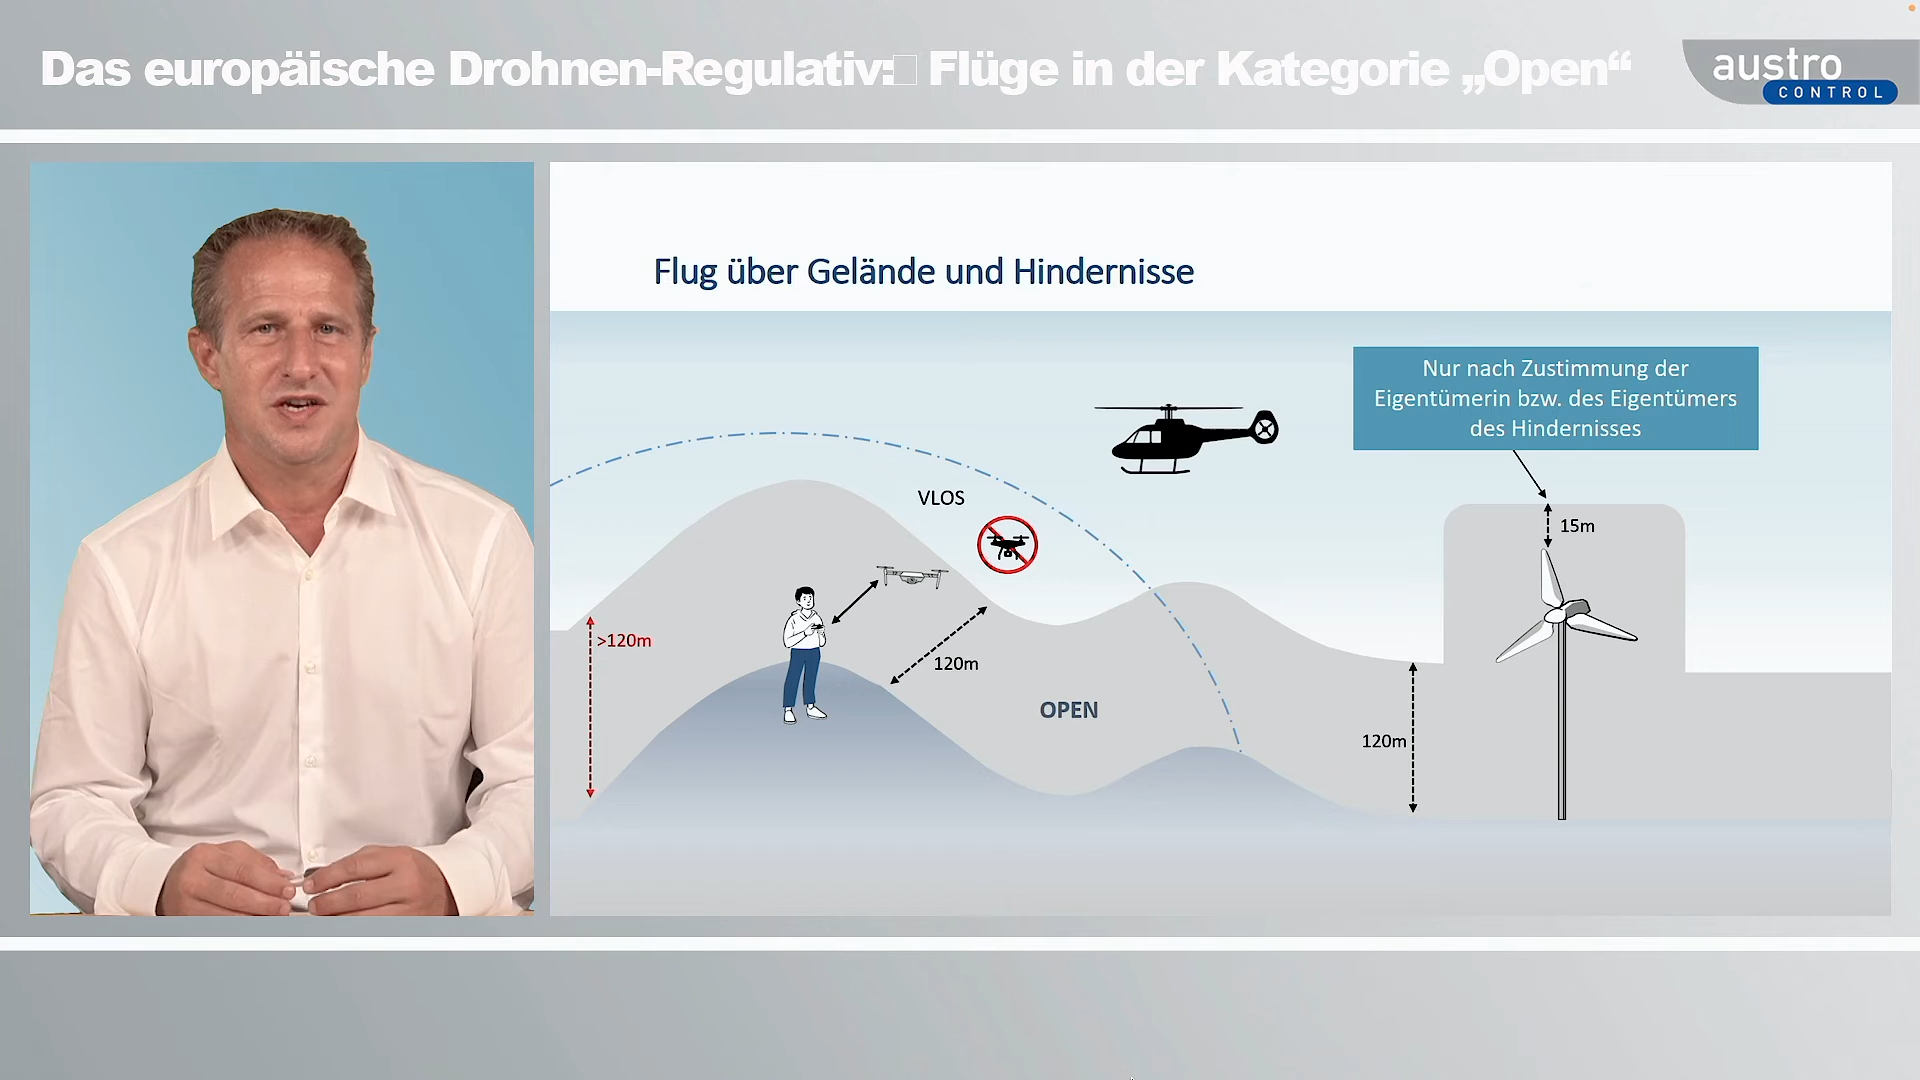 Das europäische Drohnen-Regulativ: Flüge in der Kategorie „Open“
austro
CONTROL
Flug über Gelände und Hindernisse
Nur nach Zustimmung der
Eigentümerin bzw. des Eigentümers
des Hindernisses
VLOS
15m
>120m
120m
OPEN
120m